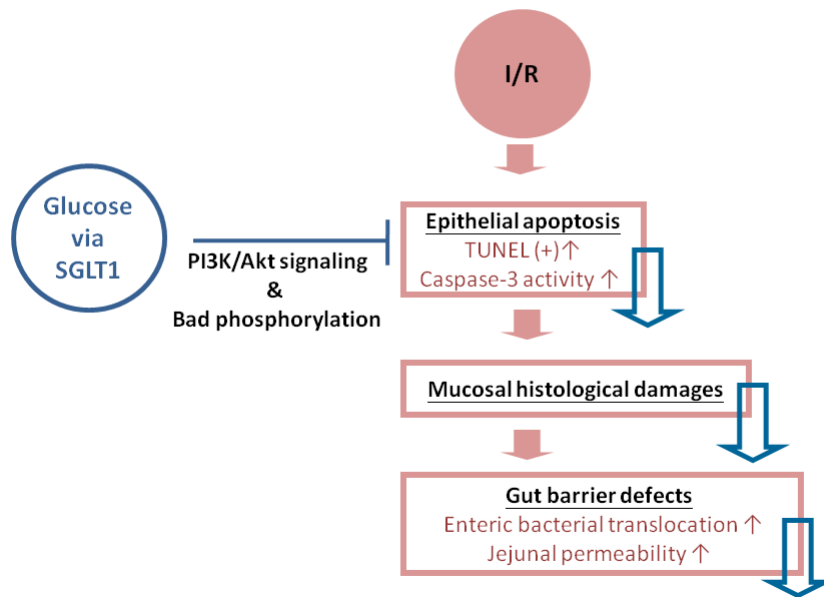 I/R
Glucose
via
SGLT1
PI3K/Akt signaling
&
Bad phosphorylation
Epithelial apoptosis
TUNEL (+)↑
Caspase-3 activity ↑
Mucosal histological damages
Gut barrier defects
Enteric bacterial translocation ↑
Jejunal permeability ↑